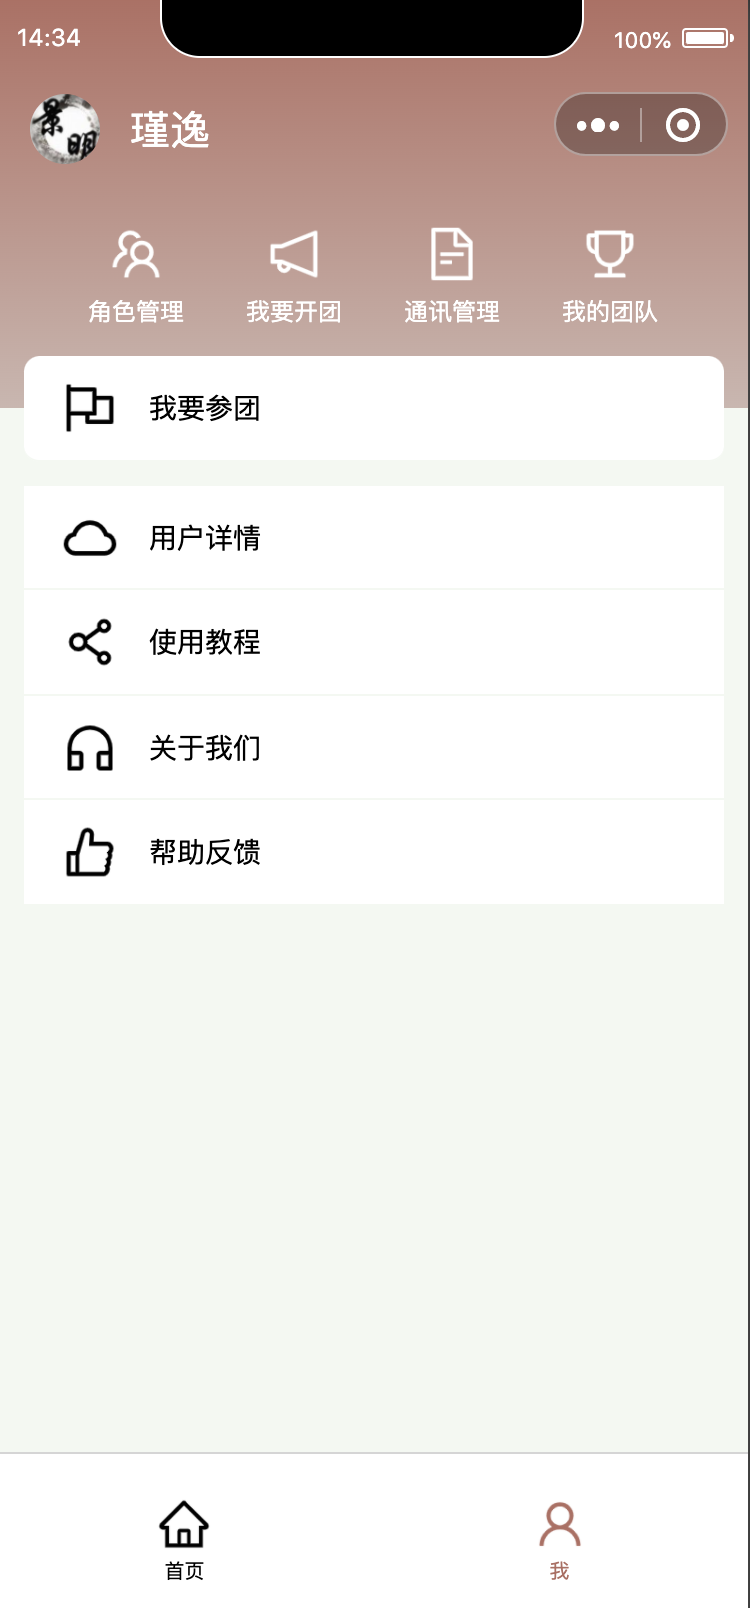 14:34
100%
景明
瑾逸
角色管理 我要开团 通讯管理 我的团队
我要参团
用户详情
使用教程
关于我们
帮助反馈
首页 我